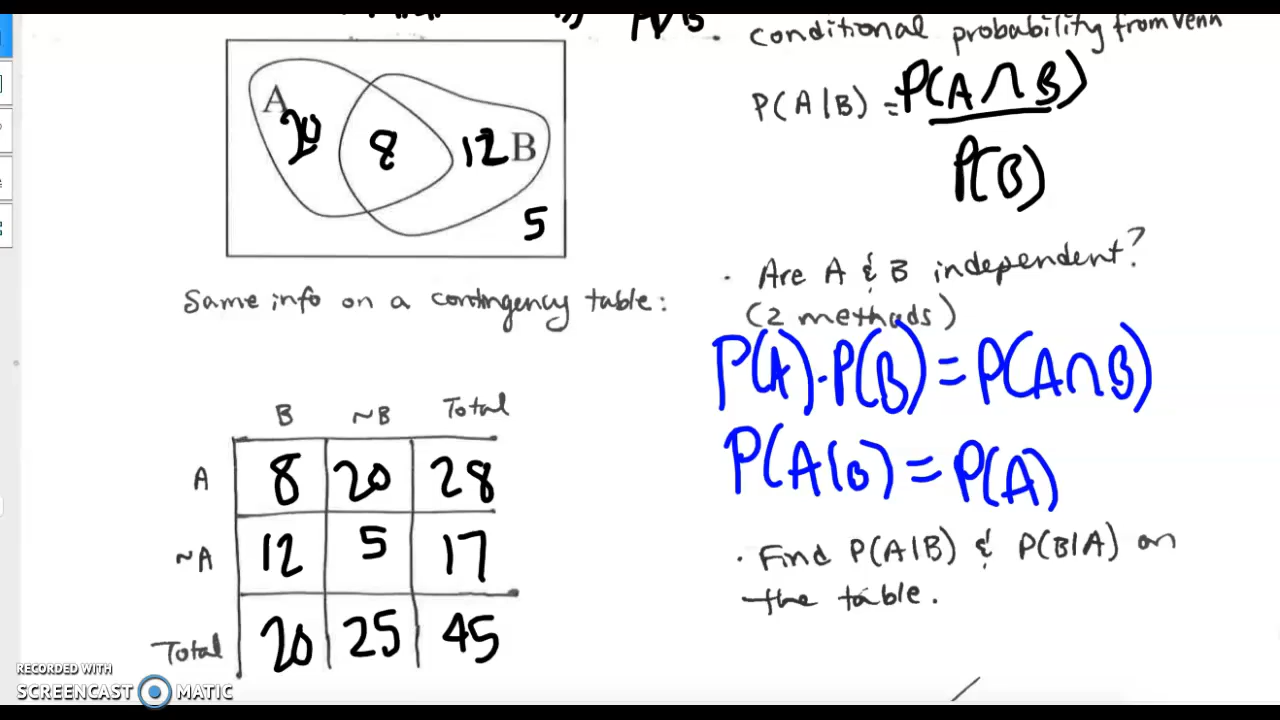 P(B
conditional probability from Venn
P(A|B) = P(A∩B)
P(B)
A
20
8
12
B
5
· Are A & B independent?
(2 methods)
Same info on a contingency table:
P(A)·P(B) = P(A∩B)
P(A|B) = P(A)
B ~B Total
A 8 20 28
~A 12 5 17
Total 20 25 45
· Find P(A|B) & P(B|A) on
the table.
RECORDED WITH
SCREENCAST MATIC